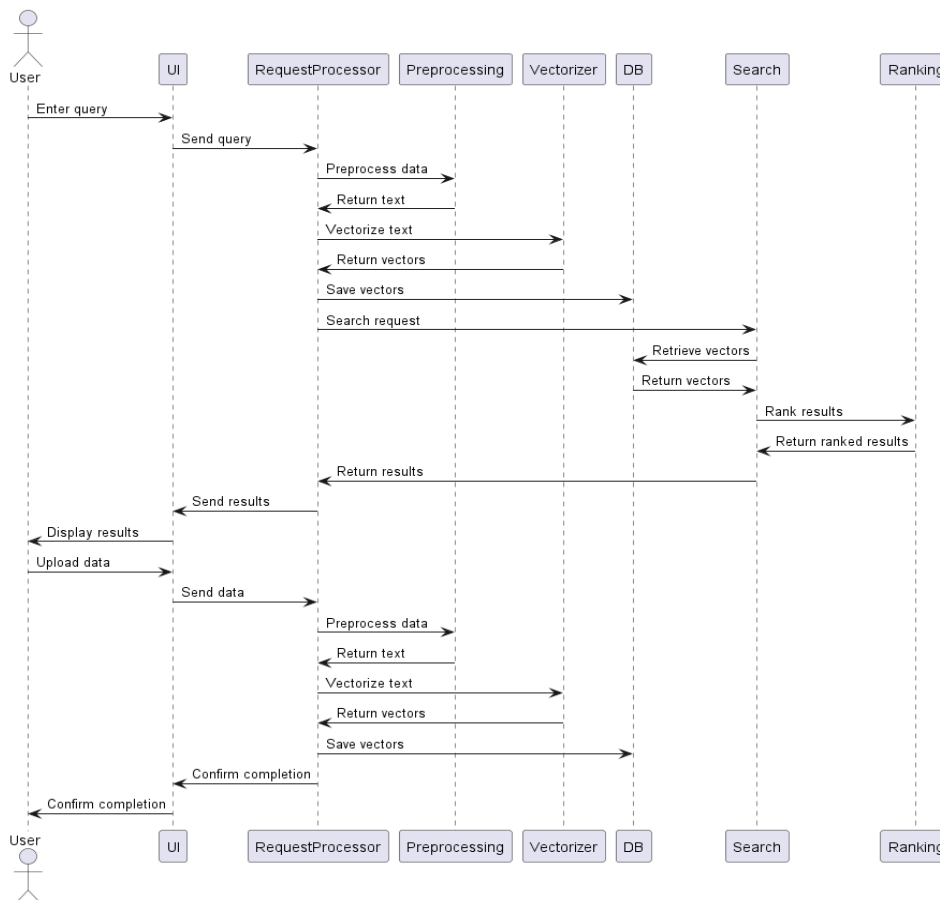 User
UI
RequestProcessor
Preprocessing
Vectorizer
DB
Search
Ranking
Enter query
Send query
Preprocess data
Return text
Vectorize text
Return vectors
Save vectors
Search request
Retrieve vectors
Return vectors
Rank results
Return ranked results
Return results
Send results
Display results
Upload data
Send data
Preprocess data
Return text
Vectorize text
Return vectors
Save vectors
Confirm completion
Confirm completion
User
UI
RequestProcessor
Preprocessing
Vectorizer
DB
Search
Ranking